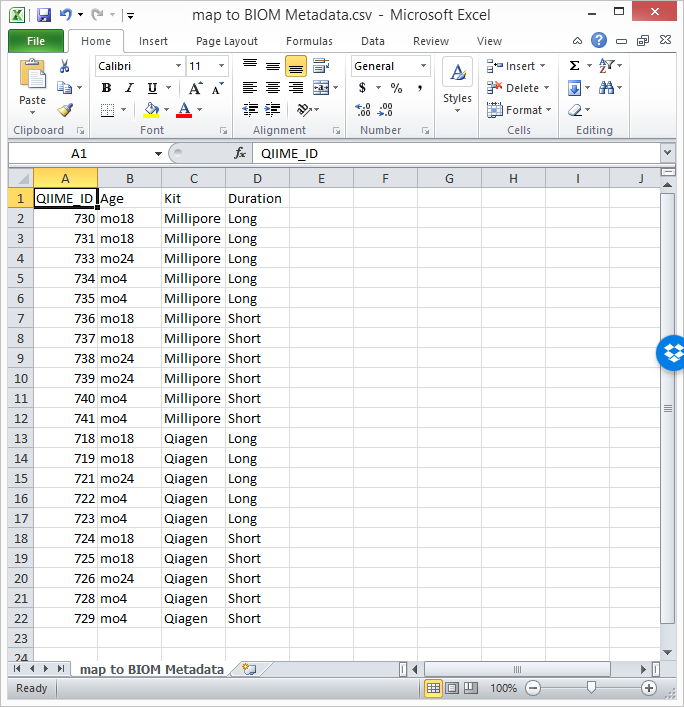 map to BIOM Metadata.csv - Microsoft Excel
File Home Insert Page Layout Formulas Data Review View
Calibri 11 General Insert Σ
Paste B I U A A $ % , Styles Delete
A Format
Clipboard Font Alignment Number Cells Editing
A1 fx QIIME_ID
A B C D E F G H I J
1 QIIME_ID Age Kit Duration
2 730 mo18 Millipore Long
3 731 mo18 Millipore Long
4 733 mo24 Millipore Long
5 734 mo4 Millipore Long
6 735 mo4 Millipore Long
7 736 mo18 Millipore Short
8 737 mo18 Millipore Short
9 738 mo24 Millipore Short
10 739 mo24 Millipore Short
11 740 mo4 Millipore Short
12 741 mo4 Millipore Short
13 718 mo18 Qiagen Long
14 719 mo18 Qiagen Long
15 721 mo24 Qiagen Long
16 722 mo4 Qiagen Long
17 723 mo4 Qiagen Long
18 724 mo18 Qiagen Short
19 725 mo18 Qiagen Short
20 726 mo24 Qiagen Short
21 728 mo4 Qiagen Short
22 729 mo4 Qiagen Short
23
24
map to BIOM Metadata
Ready 100%